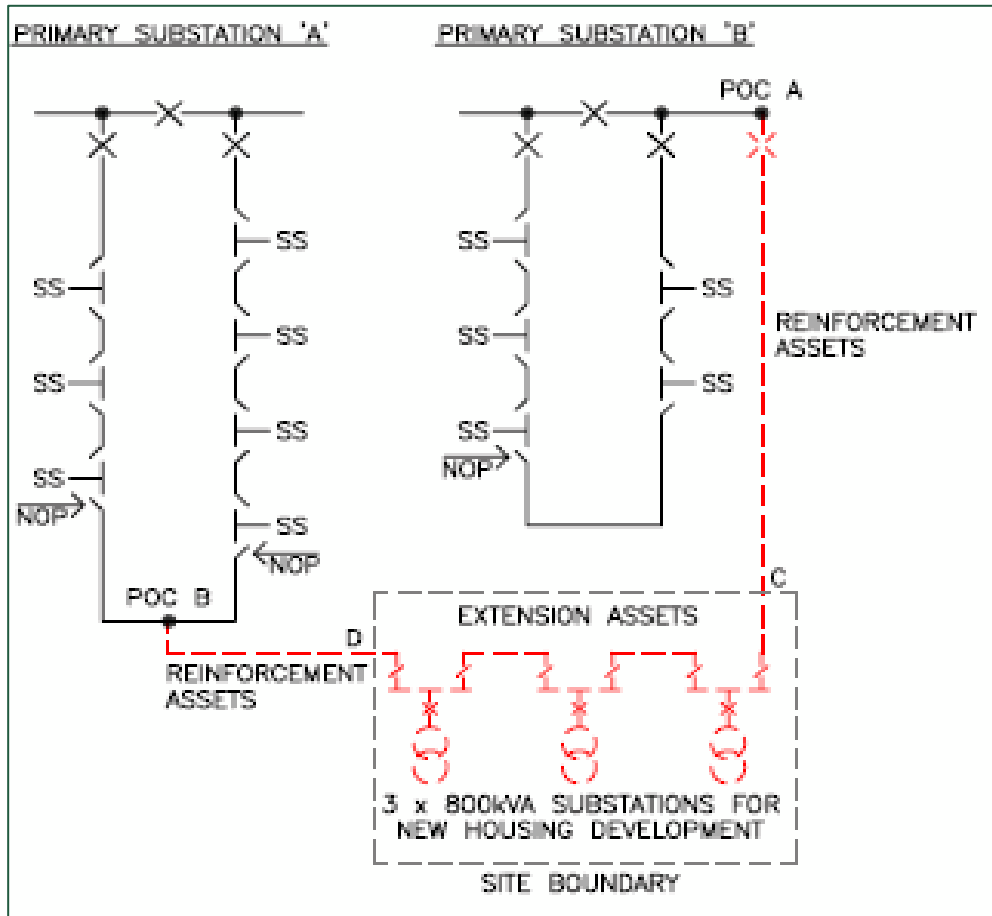 PRIMARY SUBSTATION 'A'
PRIMARY SUBSTATION 'B'
POC A
SS
SS
SS
SS
SS
SS
SS
NOP
NOP
POC B
SS
SS
SS
SS
SS
NOP
REINFORCEMENT
ASSETS
C
D
EXTENSION ASSETS
REINFORCEMENT
ASSETS
3 x 800kVA SUBSTATIONS FOR
NEW HOUSING DEVELOPMENT
SITE BOUNDARY